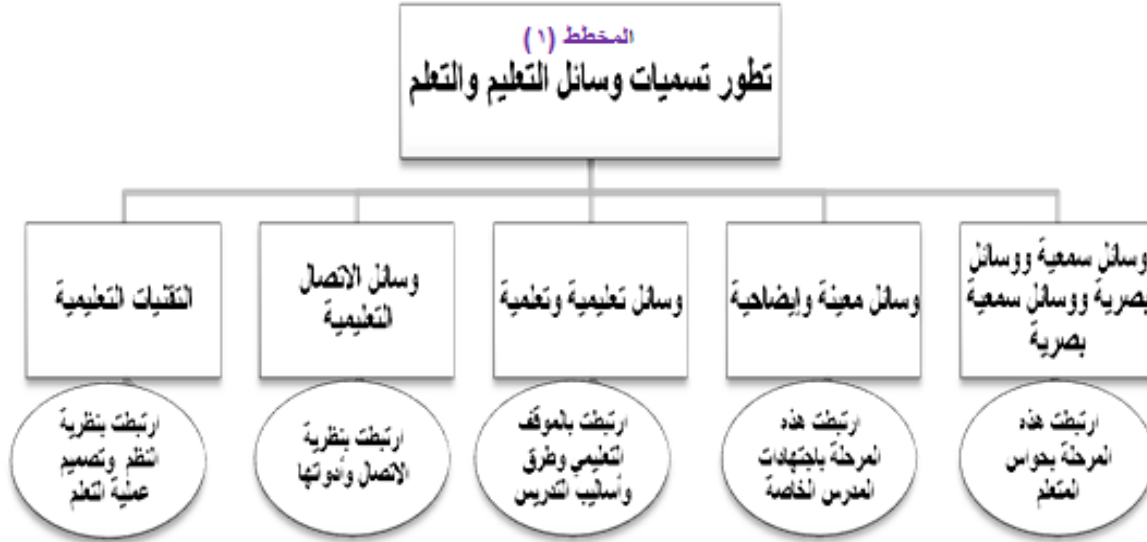 المخطط (١)
تطور تسميات وسائل التعليم والتعلم
وسائل سمعية ووسائل
بصرية ووسائل سمعية
بصرية
وسائل معينة وإيضاحية
وسائل تعليمية وتعلمية
وسائل الاتصال
التعليمية
التقنيات التعليمية
ارتبطت هذه
المرحلة بحواس
المتعلم
ارتبطت هذه
المرحلة باجتهادات
المدرس الخاصة
ارتبطت بالموقف
التعليمي وطرق
وأساليب التدريس
ارتبطت بنظرية
الاتصال وأدوتها
ارتبطت بنظرية
النظم وتصميم
عملية التعلم